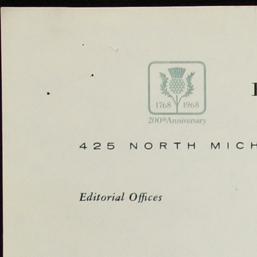 1768 1968
200th Anniversary
425 NORTH MICH
Editorial Offices